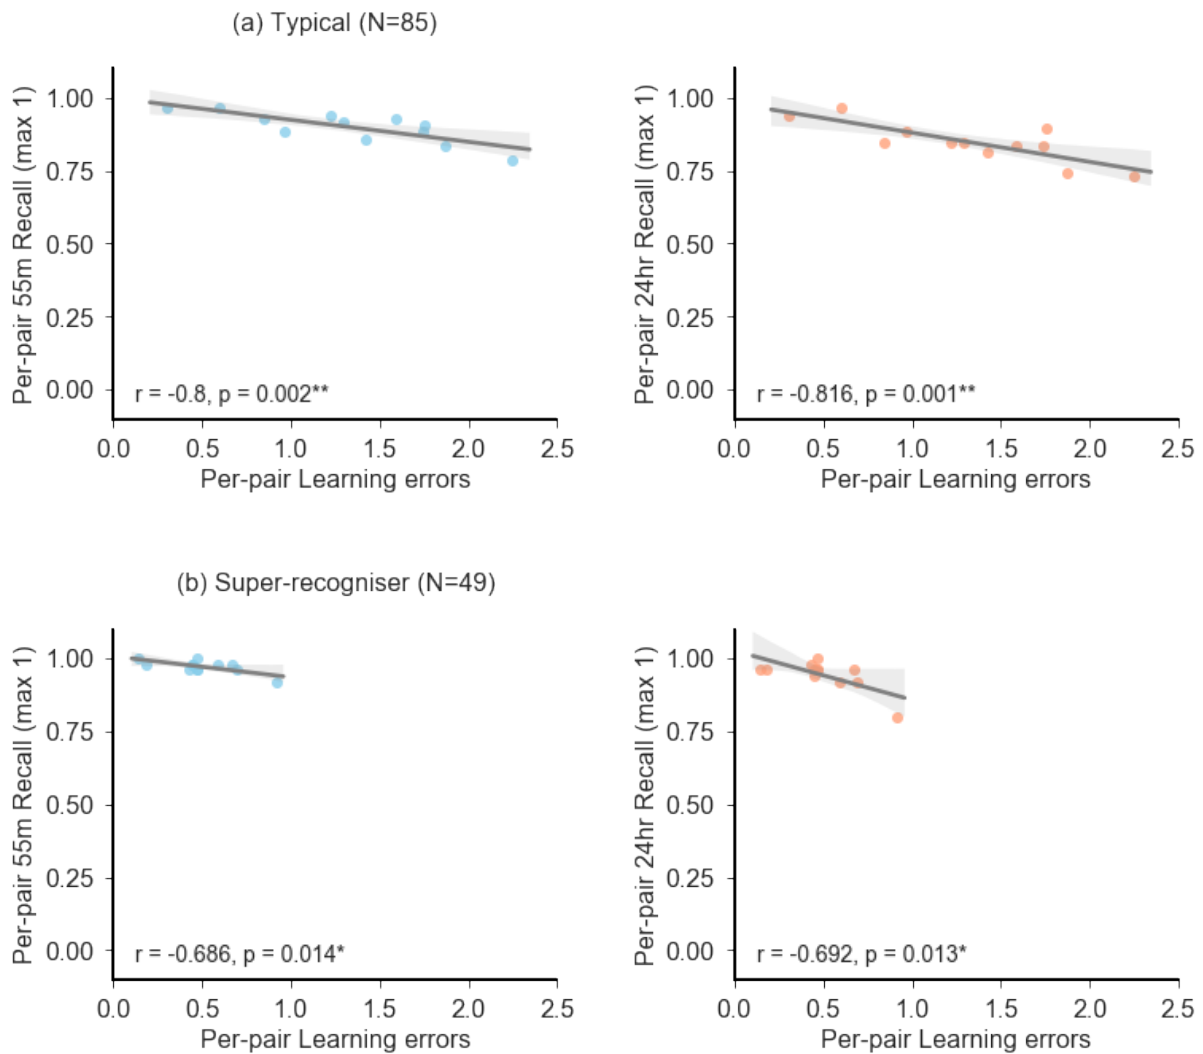 (a) Typical (N=85)
Per-pair 55m Recall (max 1)
1.00
0.75
0.50
0.25
0.00
r = -0.8, p = 0.002**
0.0 0.5 1.0 1.5 2.0 2.5
Per-pair Learning errors
Per-pair 24hr Recall (max 1)
1.00
0.75
0.50
0.25
0.00
r = -0.816, p = 0.001**
0.0 0.5 1.0 1.5 2.0 2.5
Per-pair Learning errors
(b) Super-recogniser (N=49)
Per-pair 55m Recall (max 1)
1.00
0.75
0.50
0.25
0.00
r = -0.686, p = 0.014*
0.0 0.5 1.0 1.5 2.0 2.5
Per-pair Learning errors
Per-pair 24hr Recall (max 1)
1.00
0.75
0.50
0.25
0.00
r = -0.692, p = 0.013*
0.0 0.5 1.0 1.5 2.0 2.5
Per-pair Learning errors